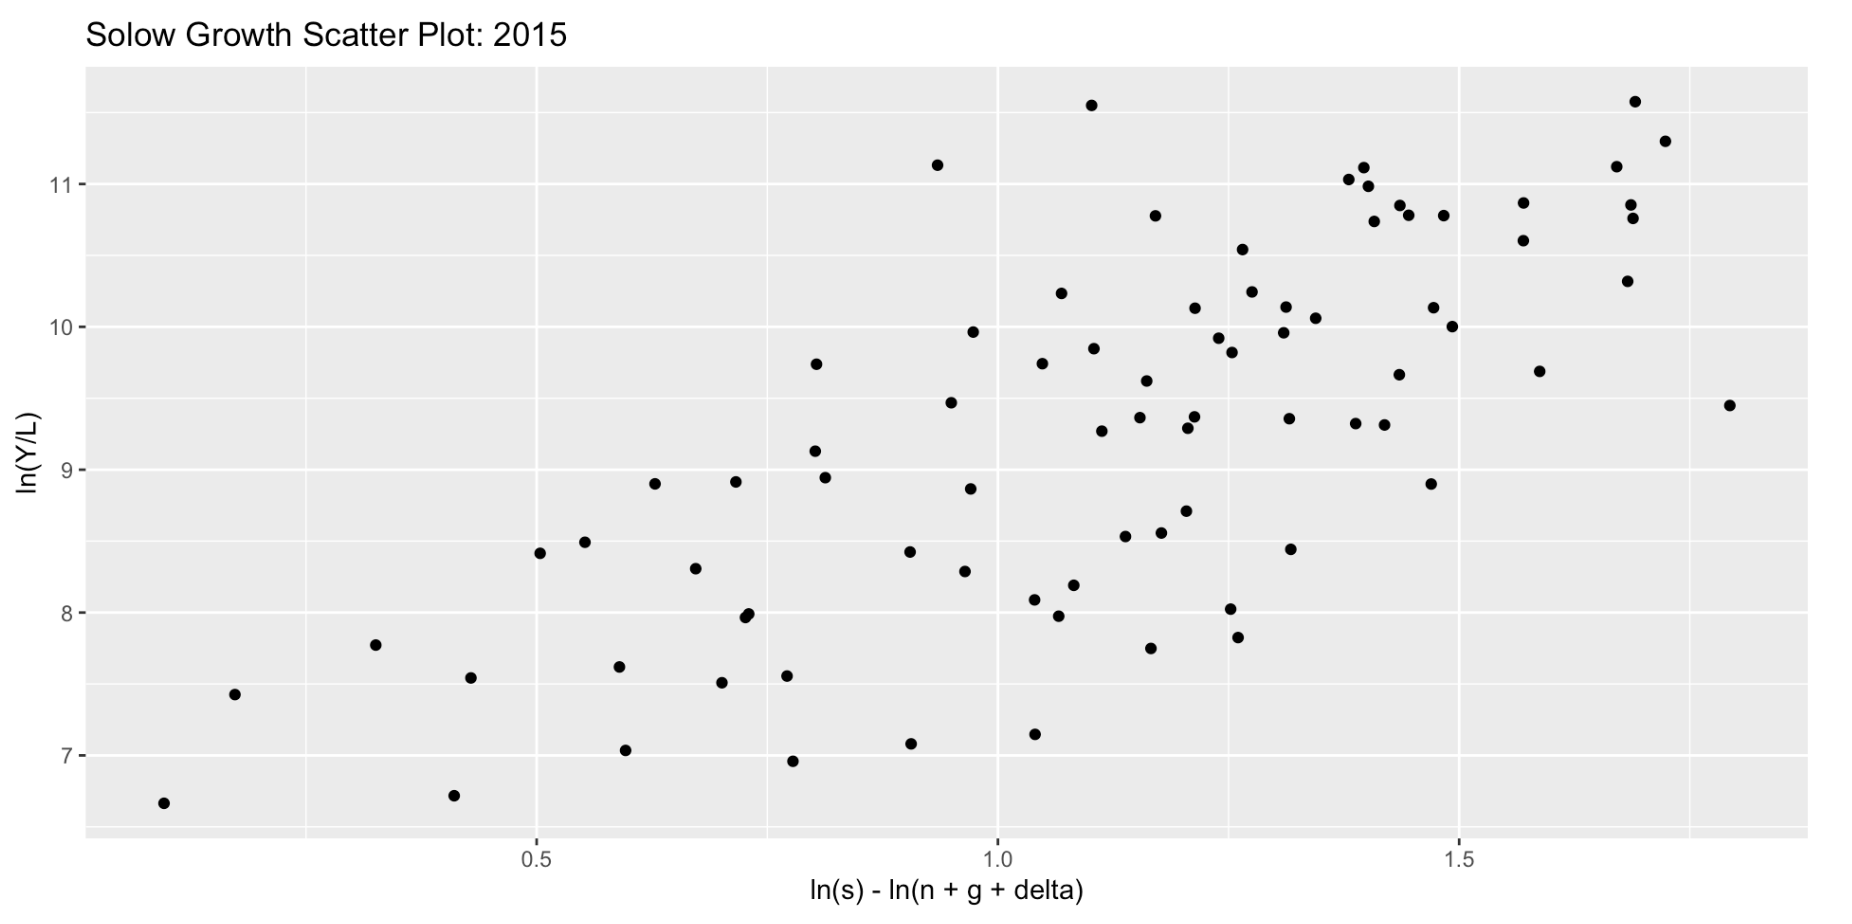 Solow Growth Scatter Plot: 2015
ln(Y/L)
11
10
9
8
7
0.5 1.0 1.5
ln(s) - ln(n + g + delta)